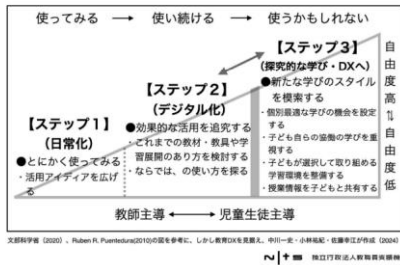 使ってみる → 使い続ける → 使うかもしれない
【ステップ３】
(探究的な学び・DXへ)
●新たな学びのスタイル
を模索する
・個別最適な学びの機会を設定
する
・子ども自らの協働の学びを重
視する
・子どもが選択して取り組める
学習環境を整備する
・授業情報を子どもと共有する
【ステップ２】
(デジタル化)
●効果的な活用を追究する
・これまでの教材・教具や学
習展開のあり方を検討する
・ならでは、の使い方を探る
【ステップ１】
(日常化)
●とにかく使ってみる
・活用アイディアを広げ
る
自由度高⇅自由度低
教師主導 ⟷ 児童生徒主導
文部科学省（2020）、Ruben R. Puentedura(2010)の図を参考に、しかし教育DXを見据え、中川一史・小林祐紀・佐藤幸江が作成（2024）
NITS 独立行政法人教職員支援機構